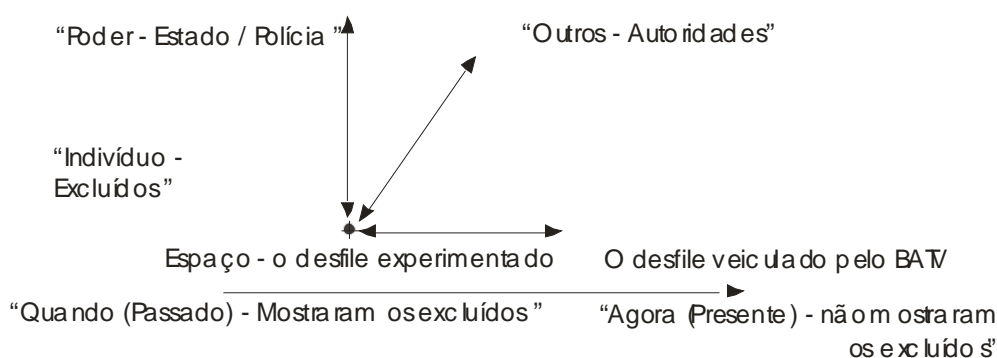 “Poder - Estado / Polícia ”
“Outros - Autoridades”
“Indivíduo -
Excluídos”
Espaço - o desfile experimentado
O desfile veiculado pelo BATV
“Quando (Passado) - Mostraram os excluídos ”
“Agora (Presente) - não mostraram
os excluídos”